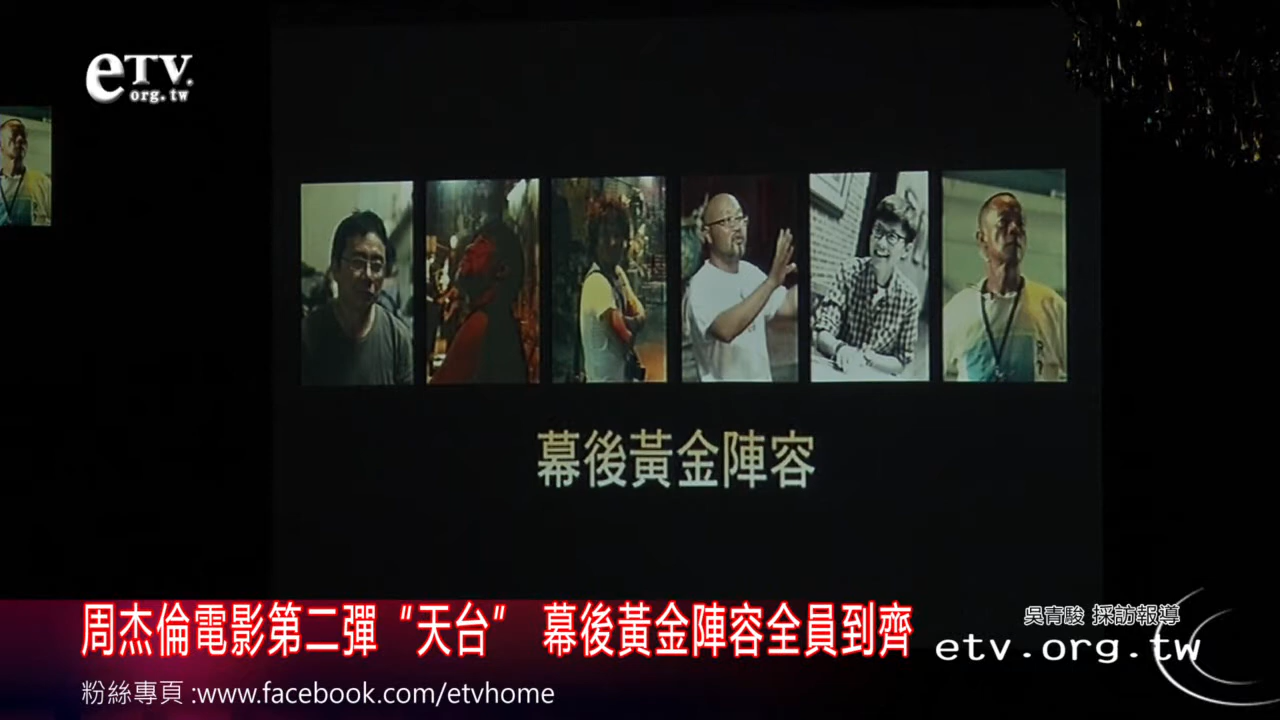 eTV.
org.tw
幕後黃金陣容
周杰倫電影第二彈“天台” 幕後黃金陣容全員到齊
吳青駿 採訪報導
etv.org.tw
粉絲專頁 :www.facebook.com/etvhome